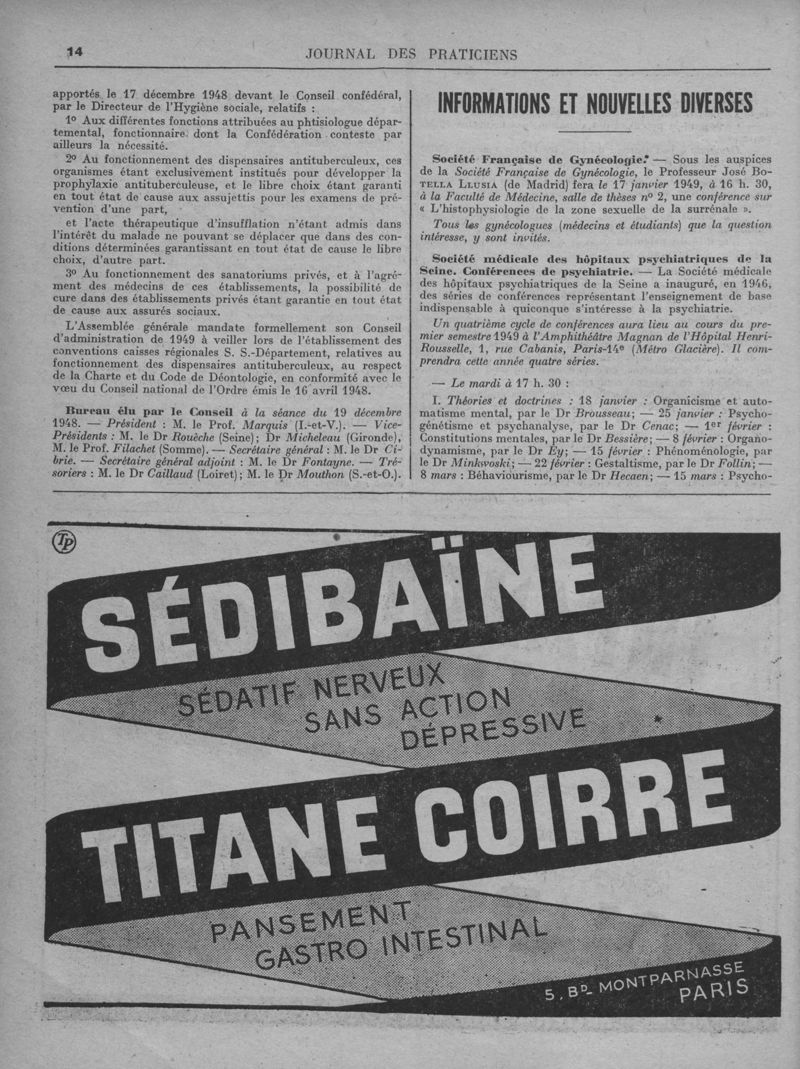 14
JOURNAL DES PRATICIENS
apportés le 17 décembre 1948 devant le Conseil confédéral,
par le Directeur de l'Hygiène sociale, relatifs :
1º Aux différentes fonctions attribuées au phtisiologue dépar-
temental, fonctionnaire dont la Confédération conteste par
ailleurs la nécessité.
2º Au fonctionnement des dispensaires antituberculeux, ces
organismes étant exclusivement institués pour développer la
prophylaxie antituberculeuse, et le libre choix étant garanti
en tout état de cause aux assujettis pour les examens de pré-
vention d'une part,
et l'acte thérapeutique d'insufflation n'étant admis dans
l'intérêt du malade ne pouvant se déplacer que dans des con-
ditions déterminées garantissant en tout état de cause le libre
choix, d'autre part.
3º Au fonctionnement des sanatoriums privés, et à l'agré-
ment des médecins de ces établissements, la possibilité de
cure dans des établissements privés étant garantie en tout état
de cause aux assurés sociaux.
L'Assemblée générale mandate formellement son Conseil
d'administration de 1949 à veiller lors de l'établissement des
conventions caisses régionales S. S.-Département, relatives au
fonctionnement des dispensaires antituberculeux, au respect
de la Charte et du Code de Déontologie, en conformité avec le
vœu du Conseil national de l'Ordre émis le 16 avril 1948.
Bureau élu par le Conseil à la séance du 19 décembre
1948. — Président : M. le Prof. Marquis (I.-et-V.). — Vice-
Présidents : M. le Dr Rouèche (Seine); Dr Micheleau (Gironde),
M. le Prof. Filachet (Somme). — Secrétaire général : M. le Dr Ci-
brie. — Secrétaire général adjoint : M. le Dr Fontayne. — Tré-
soriers : M. le Dr Caillaud (Loiret); M. le Dr Mouthon (S.-et-O.).
INFORMATIONS ET NOUVELLES DIVERSES
Société Française de Gynécologie. — Sous les auspices
de la Société Française de Gynécologie, le Professeur José Bo-
TELLA LLUSIA (de Madrid) fera le 17 janvier 1949, à 16 h. 30,
à la Faculté de Médecine, salle de thèses nº 2, une conférence sur
« L'histophysiologie de la zone sexuelle de la surrénale ».
Tous les gynécologues (médecins et étudiants) que la question
intéresse, y sont invités.
Société médicale des hôpitaux psychiatriques de la
Seine. Conférences de psychiatrie. — La Société médicale
des hôpitaux psychiatriques de la Seine a inauguré, en 1946,
des séries de conférences représentant l'enseignement de base
indispensable à quiconque s'intéresse à la psychiatrie.
Un quatrième cycle de conférences aura lieu au cours du pre-
mier semestre 1949 à l'Amphithéâtre Magnan de l'Hôpital Henri-
Rousselle, 1, rue Cabanis, Paris-14e (Métro Glacière). Il com-
prendra cette année quatre séries.
— Le mardi à 17 h. 30 :
I. Théories et doctrines : 18 janvier : Organicisme et auto-
matisme mental, par le Dr Brousseau; — 25 janvier : Psycho-
génétisme et psychanalyse, par le Dr Cenac; — 1er février :
Constitutions mentales, par le Dr Bessière; — 8 février : Organo-
dynamisme, par le Dr Ey; — 15 février : Phénoménologie, par
le Dr Minkwoski; — 22 février : Gestaltisme, par le Dr Follin; —
8 mars : Béhaviourisme, par le Dr Hecaen; — 15 mars : Psycho-
TP
SÉDIBAÏNE
SÉDATIF NERVEUX
SANS ACTION
DÉPRESSIVE
TITANE COIRRE
PANSEMENT
GASTRO INTESTINAL
5, BD. MONTPARNASSE
PARIS